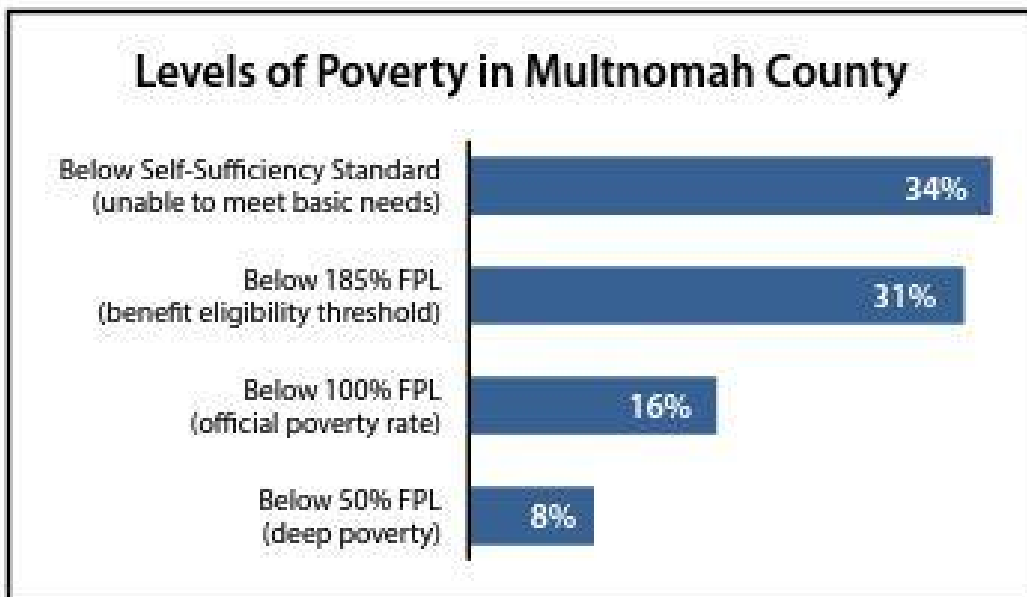 Levels of Poverty in Multnomah County
Below Self-Sufficiency Standard
(unable to meet basic needs)
34%
Below 185% FPL
(benefit eligibility threshold)
31%
Below 100% FPL
(official poverty rate)
16%
Below 50% FPL
(deep poverty)
8%